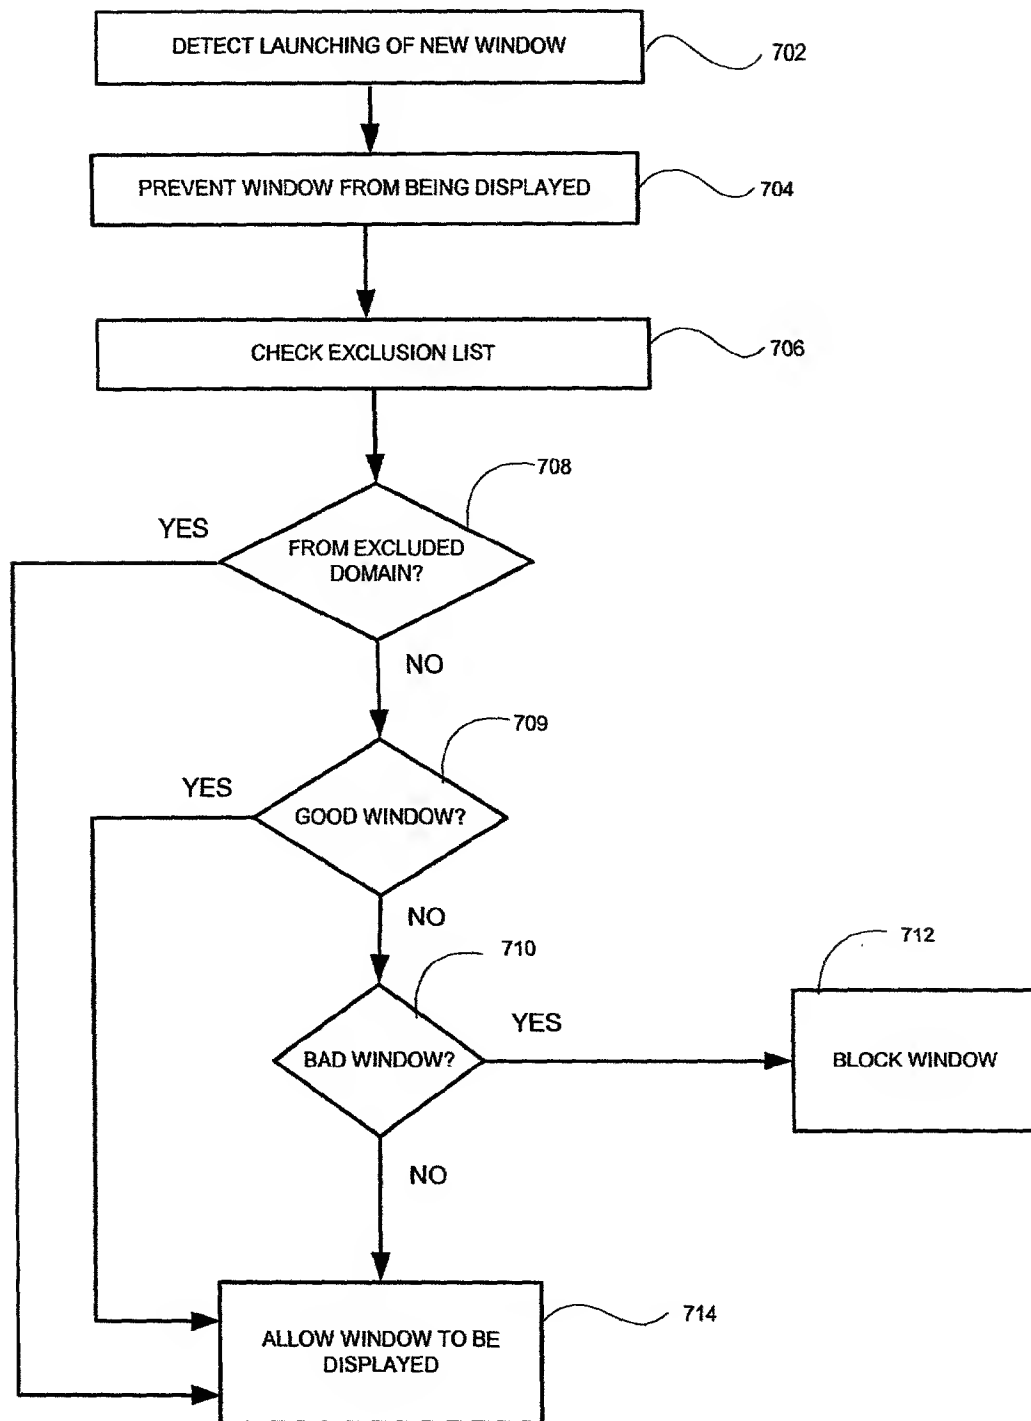 DETECT LAUNCHING OF NEW WINDOW
702
PREVENT WINDOW FROM BEING DISPLAYED
704
CHECK EXCLUSION LIST
706
708
YES
FROM EXCLUDED
DOMAIN?
NO
709
YES
GOOD WINDOW?
NO
710
712
YES
BAD WINDOW?
BLOCK WINDOW
NO
714
ALLOW WINDOW TO BE
DISPLAYED